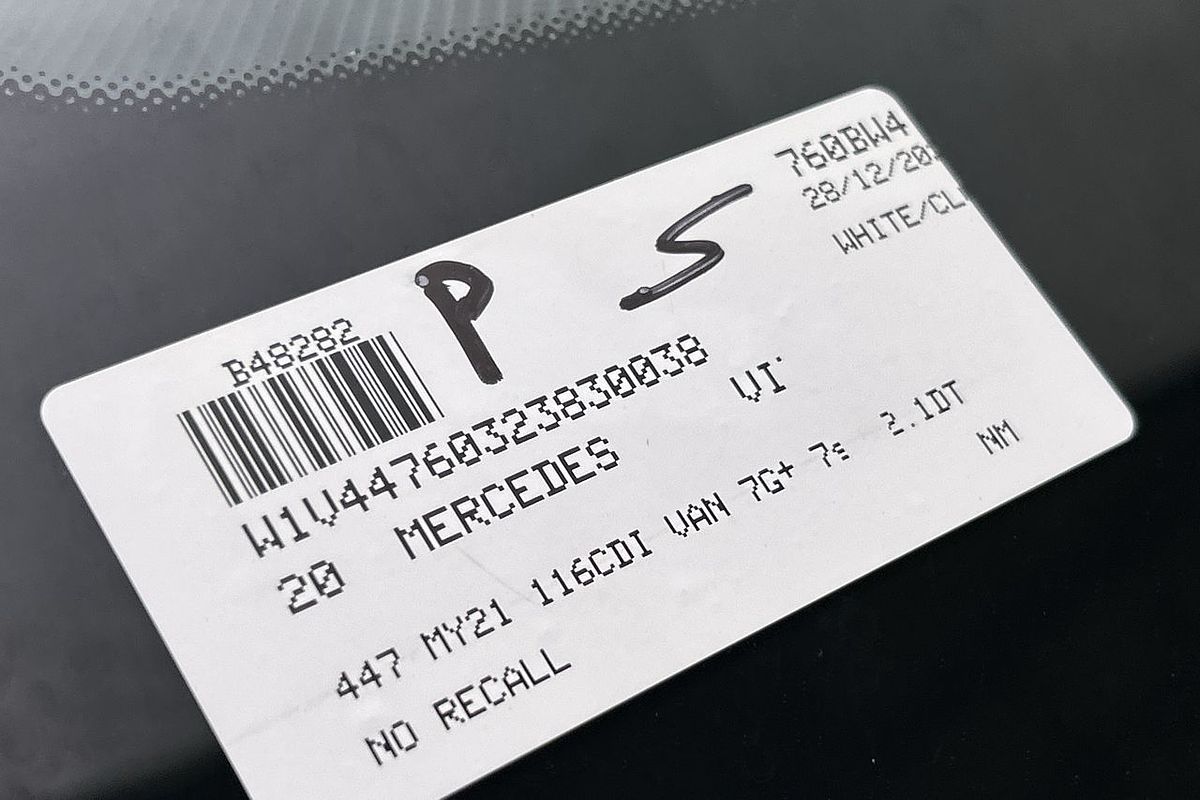 760BW4
28/12/20
WHITE/CL
P S
B48282
W1V44760323830038
20 MERCEDES VI
447 MY21 116CDI VAN 7G+ 7s 2.1DT
NO RECALL NM